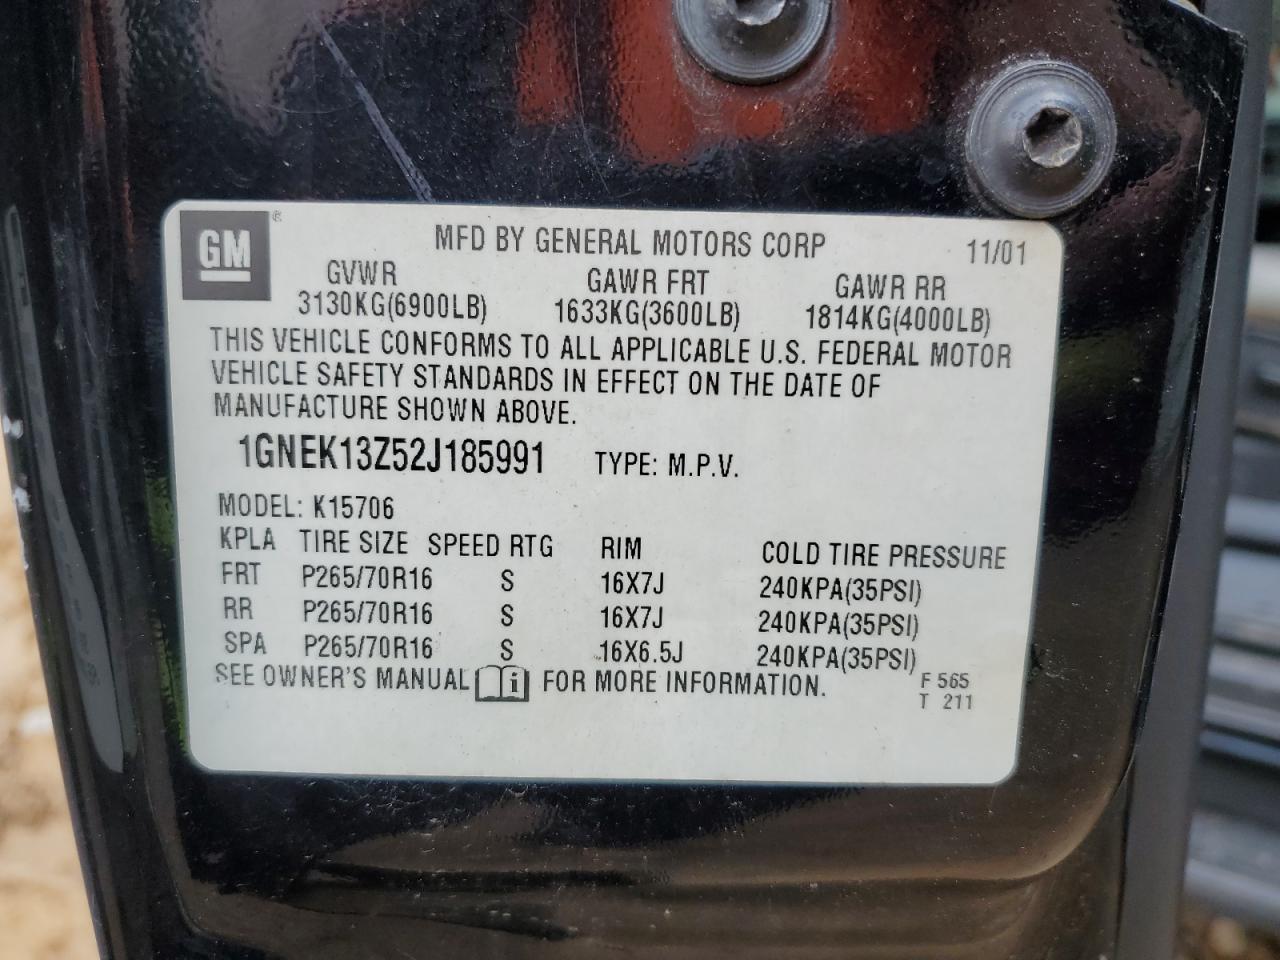 GM ®
MFD BY GENERAL MOTORS CORP 11/01
GVWR GAWR FRT GAWR RR
3130KG(6900LB) 1633KG(3600LB) 1814KG(4000LB)
THIS VEHICLE CONFORMS TO ALL APPLICABLE U.S. FEDERAL MOTOR
VEHICLE SAFETY STANDARDS IN EFFECT ON THE DATE OF
MANUFACTURE SHOWN ABOVE.
1GNEK13Z52J185991 TYPE: M.P.V.
MODEL: K15706
KPLA TIRE SIZE SPEED RTG RIM COLD TIRE PRESSURE
FRT P265/70R16 S 16X7J 240KPA(35PSI)
RR P265/70R16 S 16X7J 240KPA(35PSI)
SPA P265/70R16 S 16X6.5J 240KPA(35PSI)
SEE OWNER'S MANUAL i FOR MORE INFORMATION. F 565
T 211